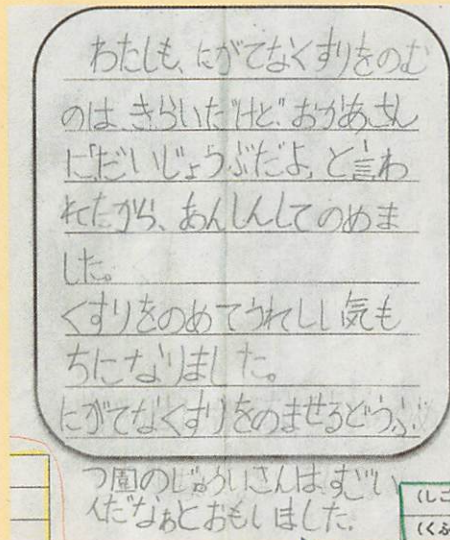 わたしも、にがてなくすりをのむ
のは、きらいだけど、おかあさん
に、だいじょうぶだよ、と言わ
れたから、あんしんしてのめま
した。
くすりをのめてうれしい気も
ちになりました。
にがてなくすりをのませるどうぶ
つ園のじゅういさんは、すごい
人だなぁとおもいました。
(しご
(くふ